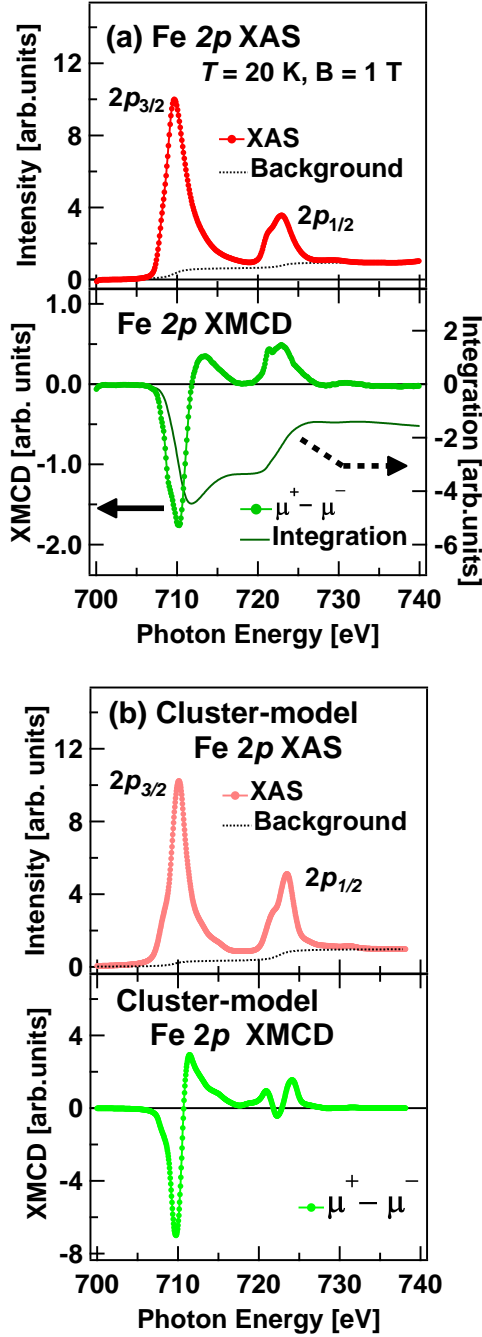 (a) Fe 2p XAS
T = 20 K, B = 1 T
2p3/2
XAS
Background
2p1/2
Intensity [arb.units]
12
8
4
0
Fe 2p XMCD
XMCD [arb. units]
1.0
0.0
-1.0
-2.0
2
0
-2
-4
-6
Integration [arb.units]
μ+ − μ−
Integration
700 710 720 730 740
Photon Energy [eV]
(b) Cluster-model
Fe 2p XAS
2p3/2
XAS
Background
2p1/2
Intensity [arb. units]
12
8
4
0
Cluster-model
Fe 2p XMCD
XMCD [arb.units]
4
0
-4
-8
μ+ − μ−
700 710 720 730 740
Photon Energy [eV]